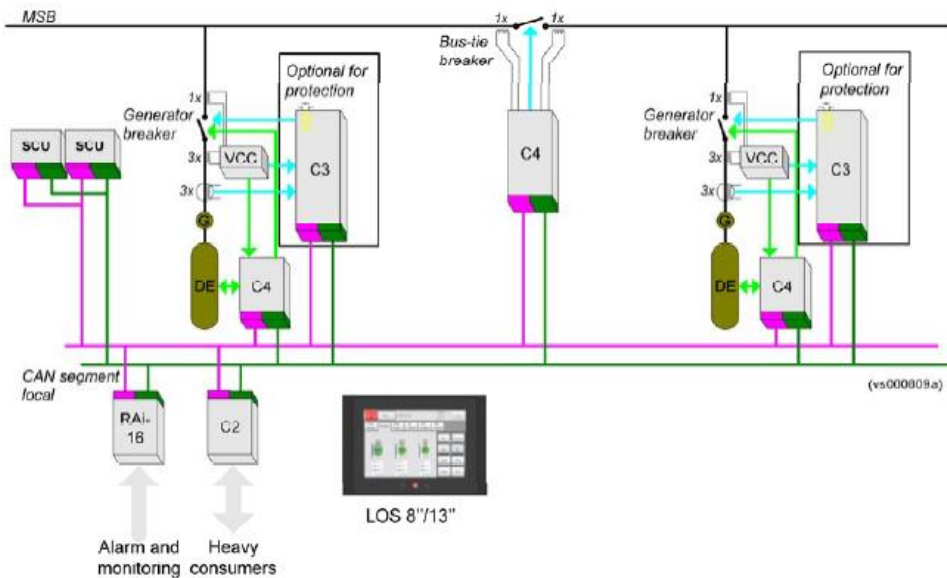 MSB
1x
1x
Bus-tie
breaker
Optional for
protection
1x
Generator
breaker
SCU
SCU
VCC
3x
3x
C3
G
DE
C4
C4
Optional for
protection
1x
Generator
breaker
VCC
3x
3x
C3
G
DE
C4
CAN segment
local
(vs000809a)
RAi-
16
C2
LOS 8"/13"
Alarm and
monitoring
Heavy
consumers